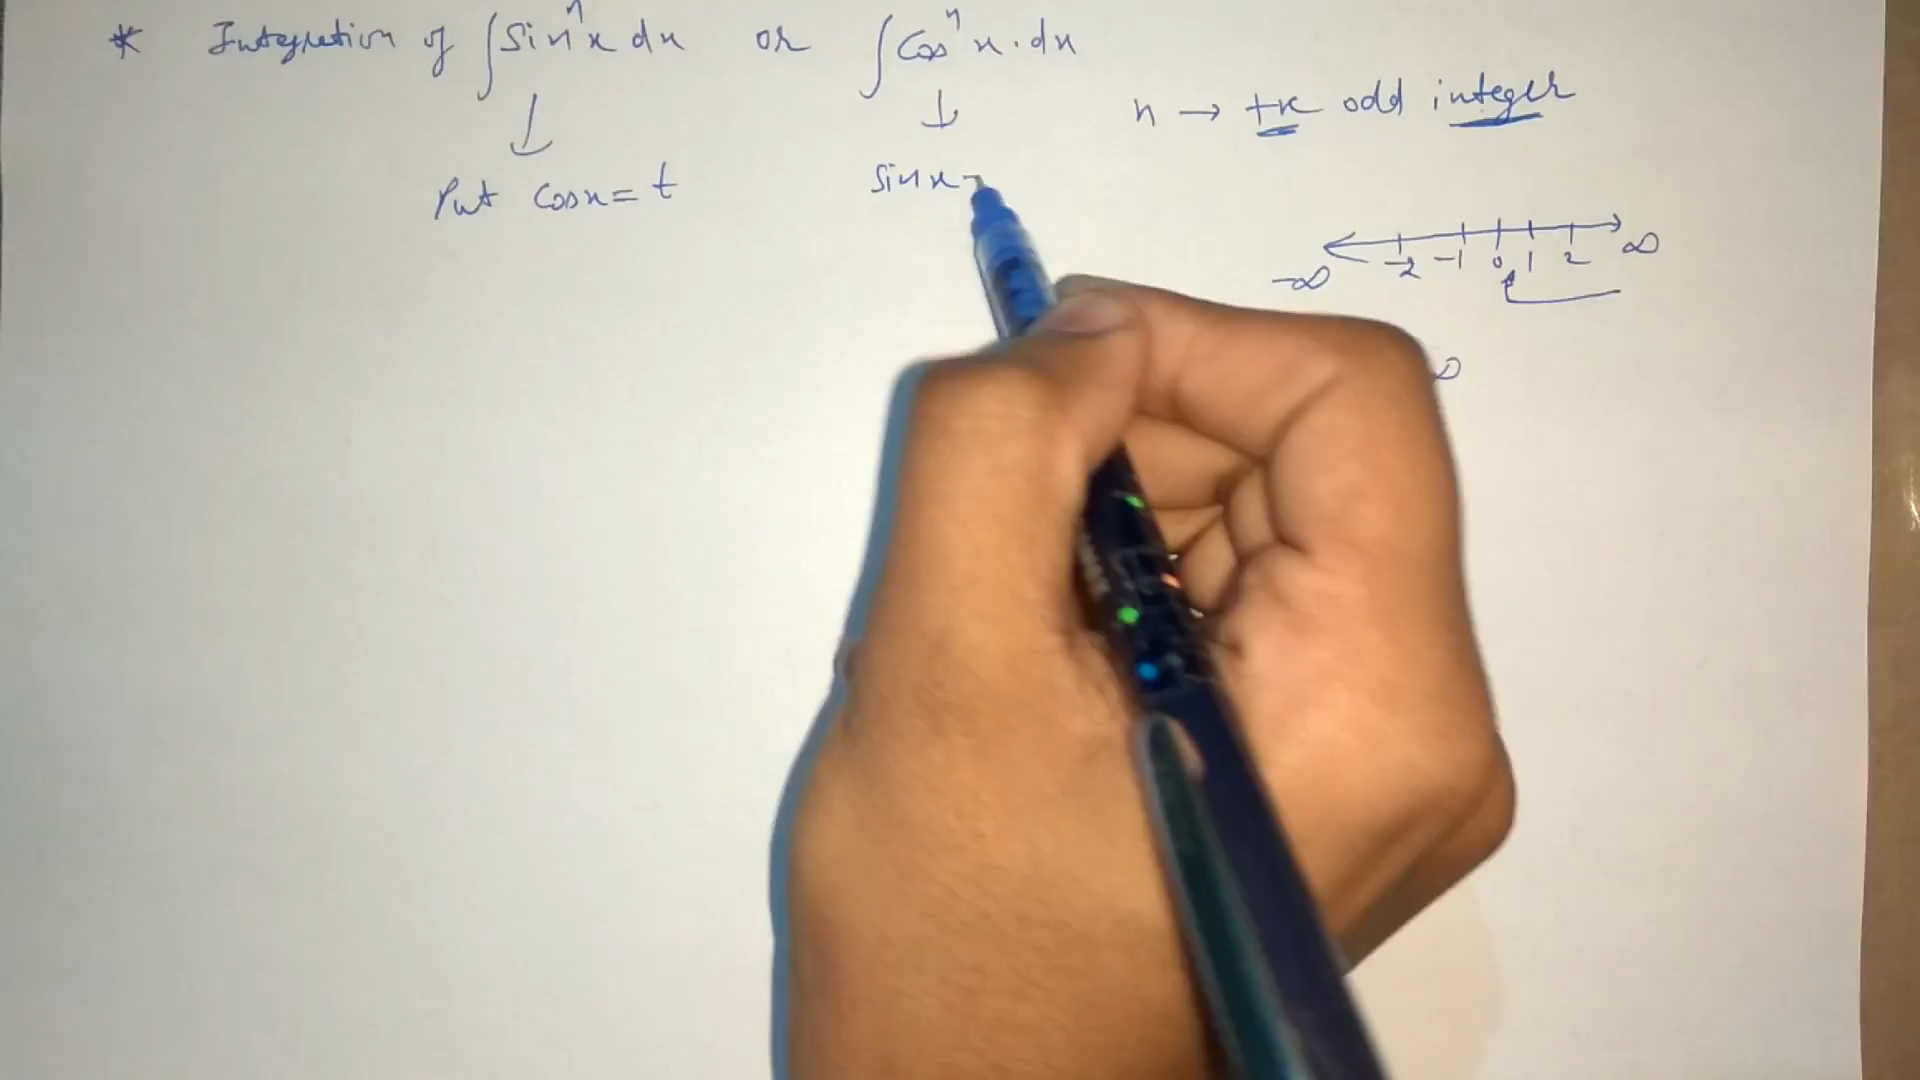 * Integration of ∫Sinⁿx dx or ∫Cosⁿx.dx
n → +ve odd integer
Put Cosx = t
Sinx =
-∞ -2 -1 0 1 2 ∞
∞